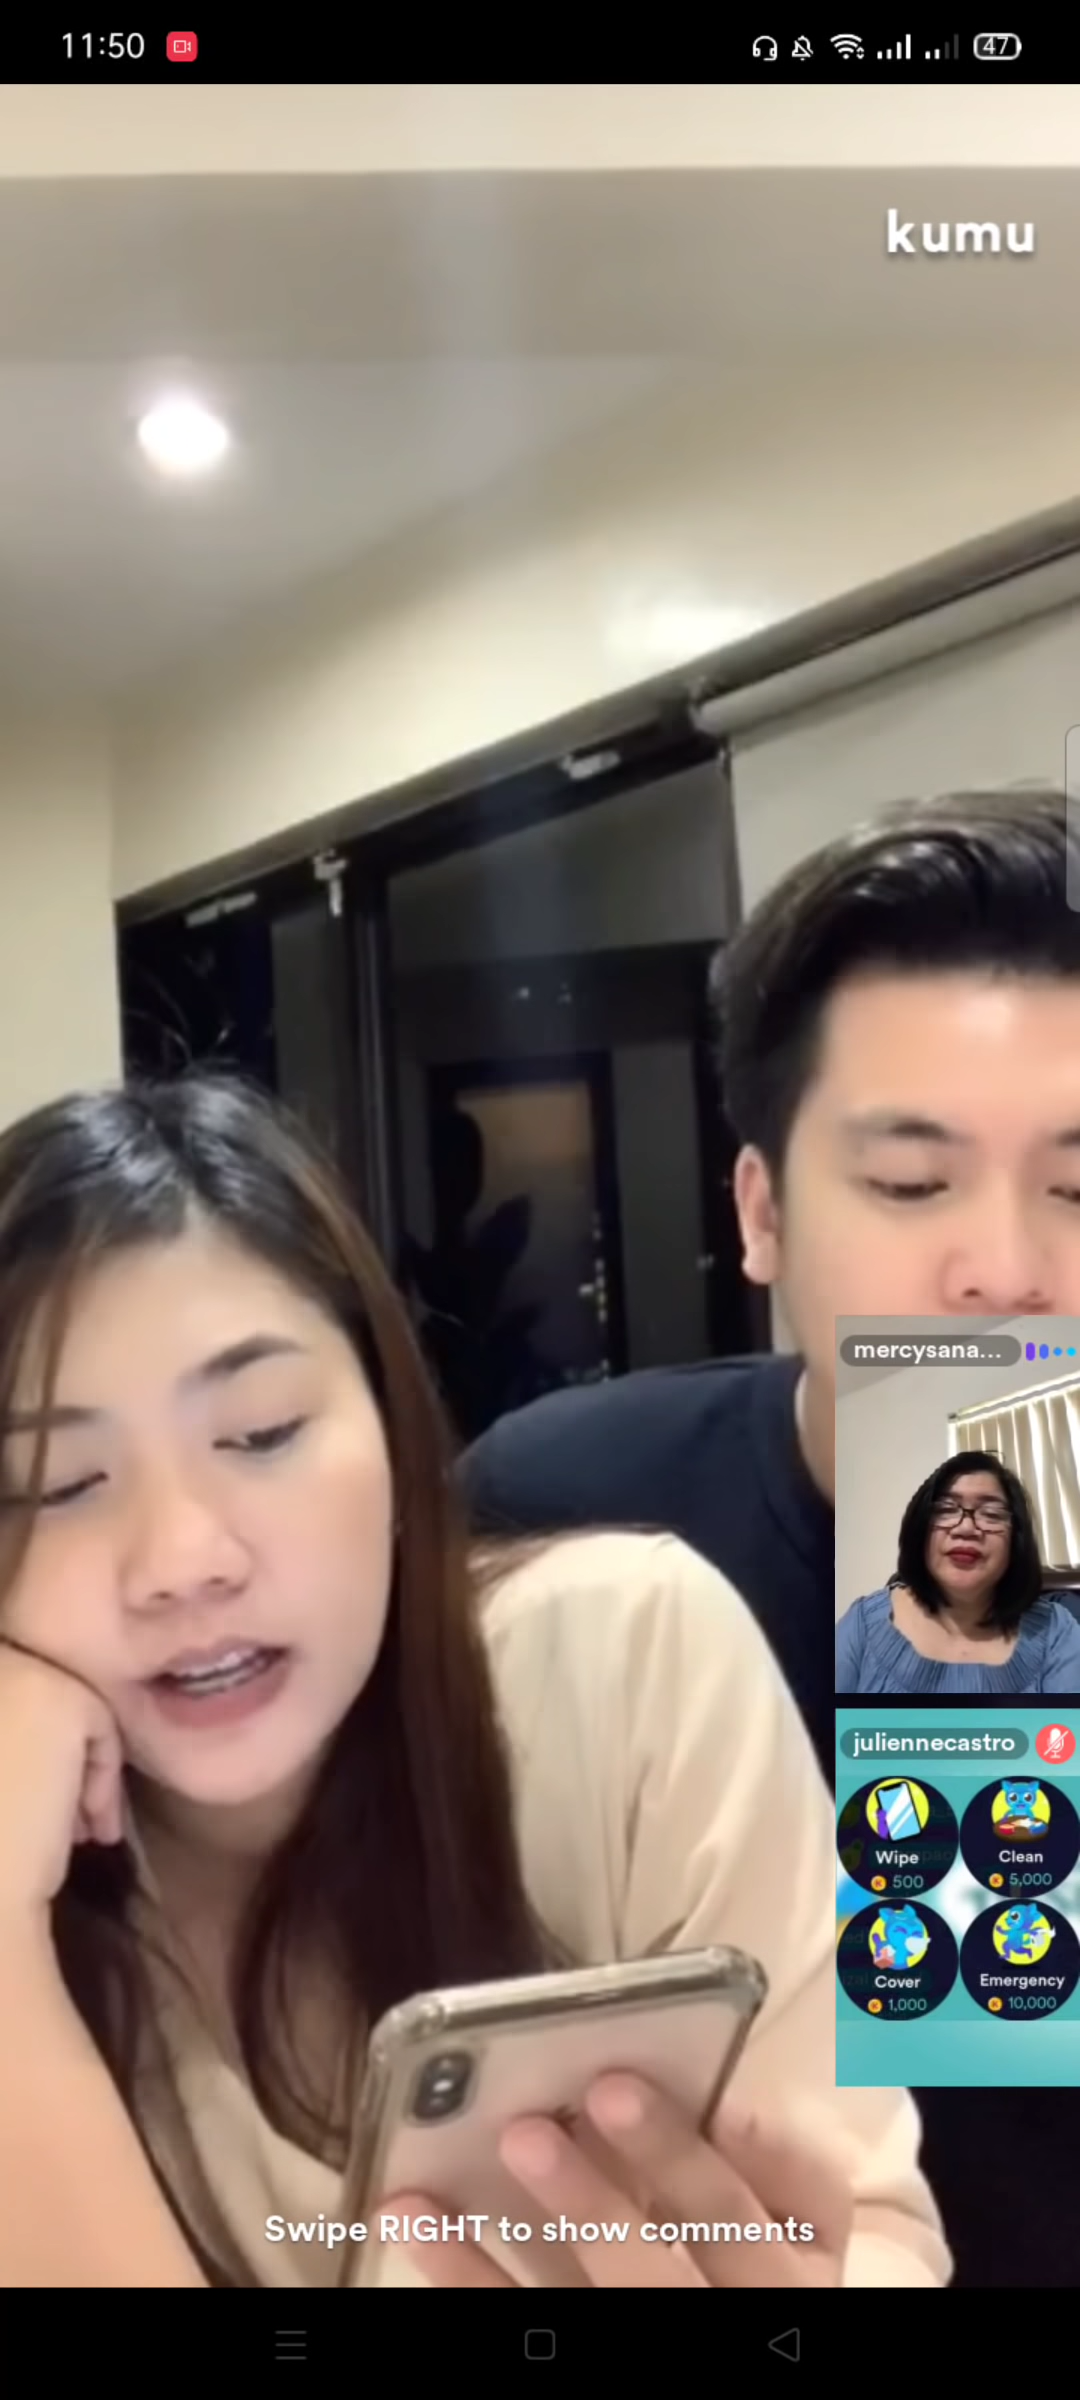 11:50
47
kumu
mercysana...
juliennecastro
Wipe
500
Clean
5,000
Cover
1,000
Emergency
10,000
Swipe RIGHT to show comments